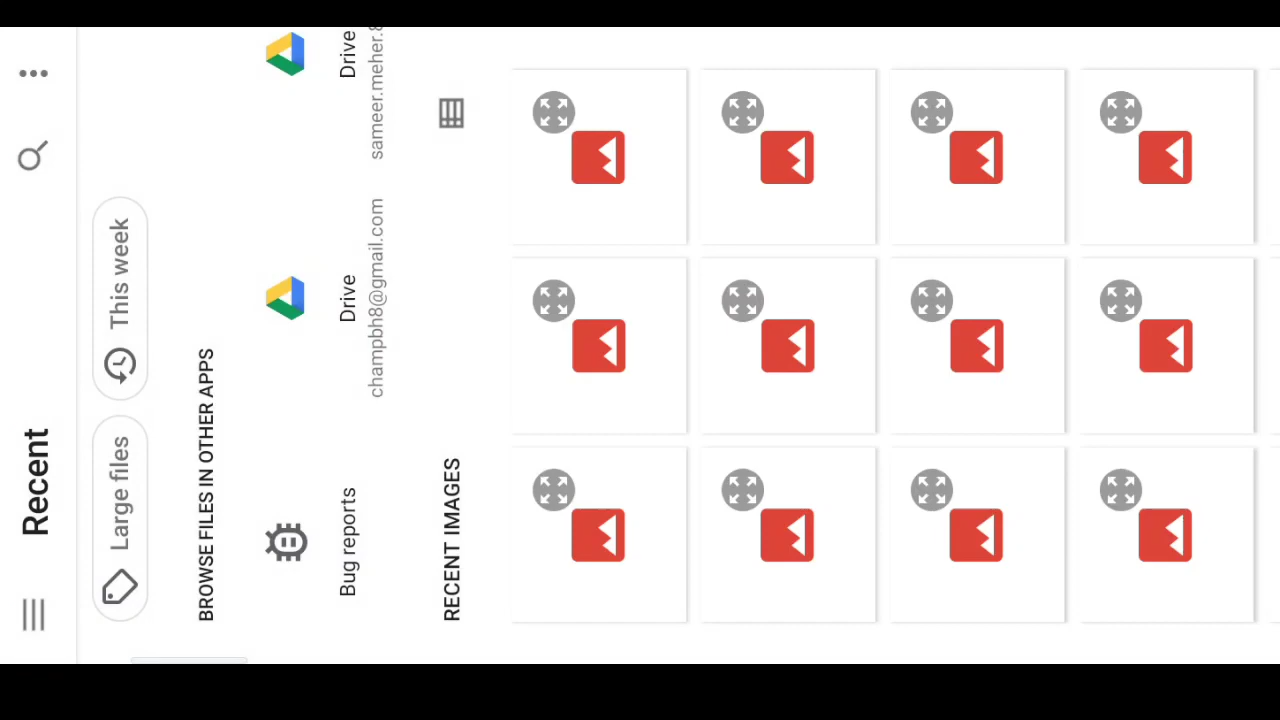 Recent
Large files
This week
BROWSE FILES IN OTHER APPS
Bug reports
Drive
champbh8@gmail.com
Drive
sameer.meher.
RECENT IMAGES